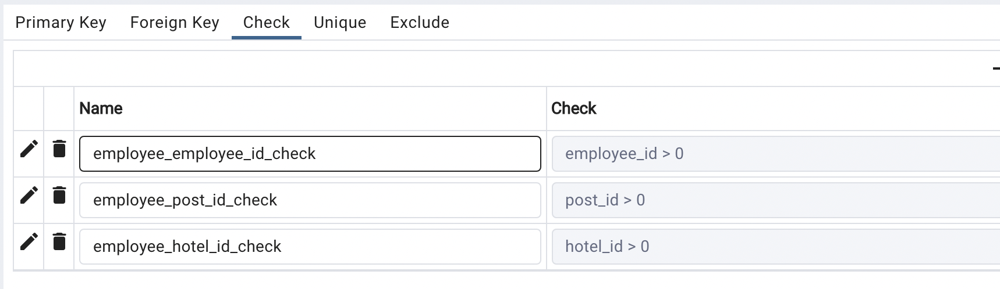 Primary Key Foreign Key Check Unique Exclude
Name Check
employee_employee_id_check employee_id > 0
employee_post_id_check post_id > 0
employee_hotel_id_check hotel_id > 0